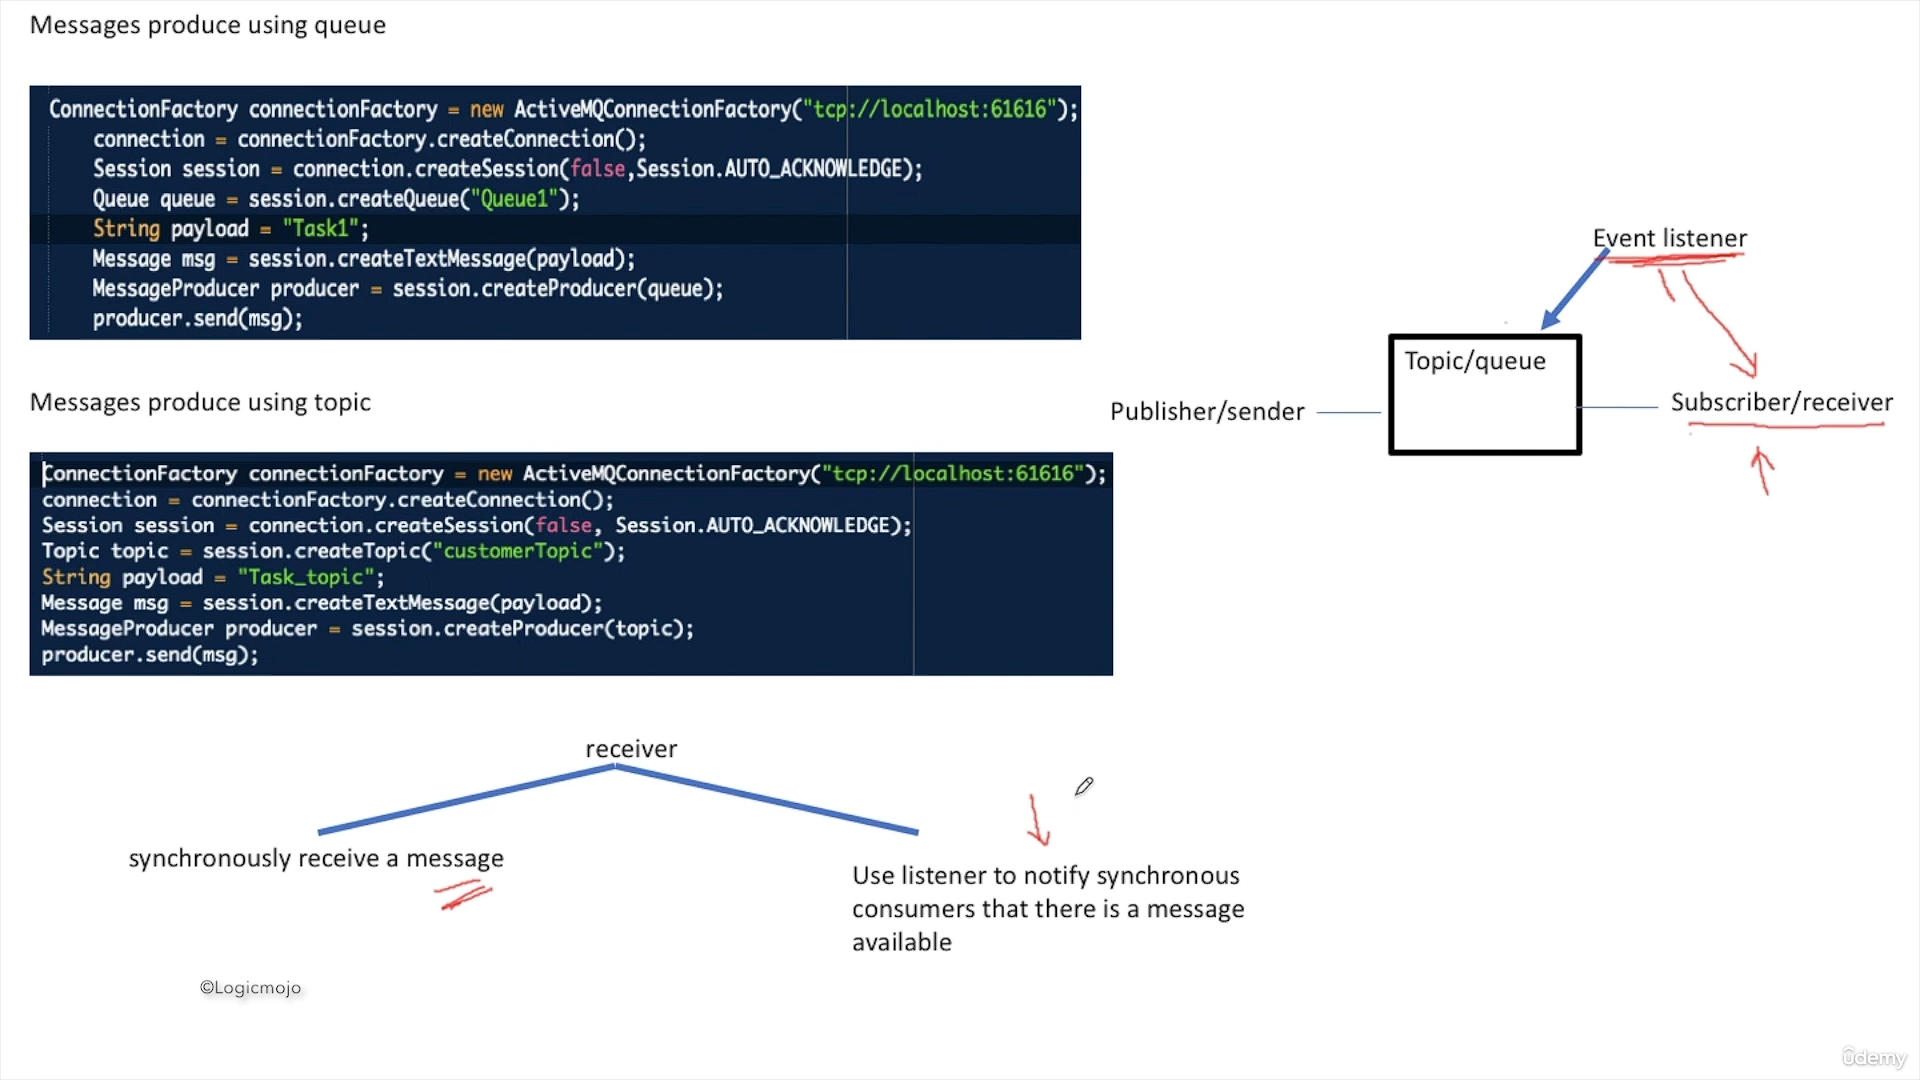 Messages produce using queue
ConnectionFactory connectionFactory = new ActiveMQConnectionFactory("tcp://localhost:61616");
connection = connectionFactory.createConnection();
Session session = connection.createSession(false,Session.AUTO_ACKNOWLEDGE);
Queue queue = session.createQueue("Queue1");
String payload = "Task1";
Message msg = session.createTextMessage(payload);
MessageProducer producer = session.createProducer(queue);
producer.send(msg);
Messages produce using topic
ConnectionFactory connectionFactory = new ActiveMQConnectionFactory("tcp://localhost:61616");
connection = connectionFactory.createConnection();
Session session = connection.createSession(false, Session.AUTO_ACKNOWLEDGE);
Topic topic = session.createTopic("customerTopic");
String payload = "Task_topic";
Message msg = session.createTextMessage(payload);
MessageProducer producer = session.createProducer(topic);
producer.send(msg);
Event listener
Topic/queue
Publisher/sender
Subscriber/receiver
receiver
synchronously receive a message
Use listener to notify synchronous
consumers that there is a message
available
©Logicmojo
ûdemy